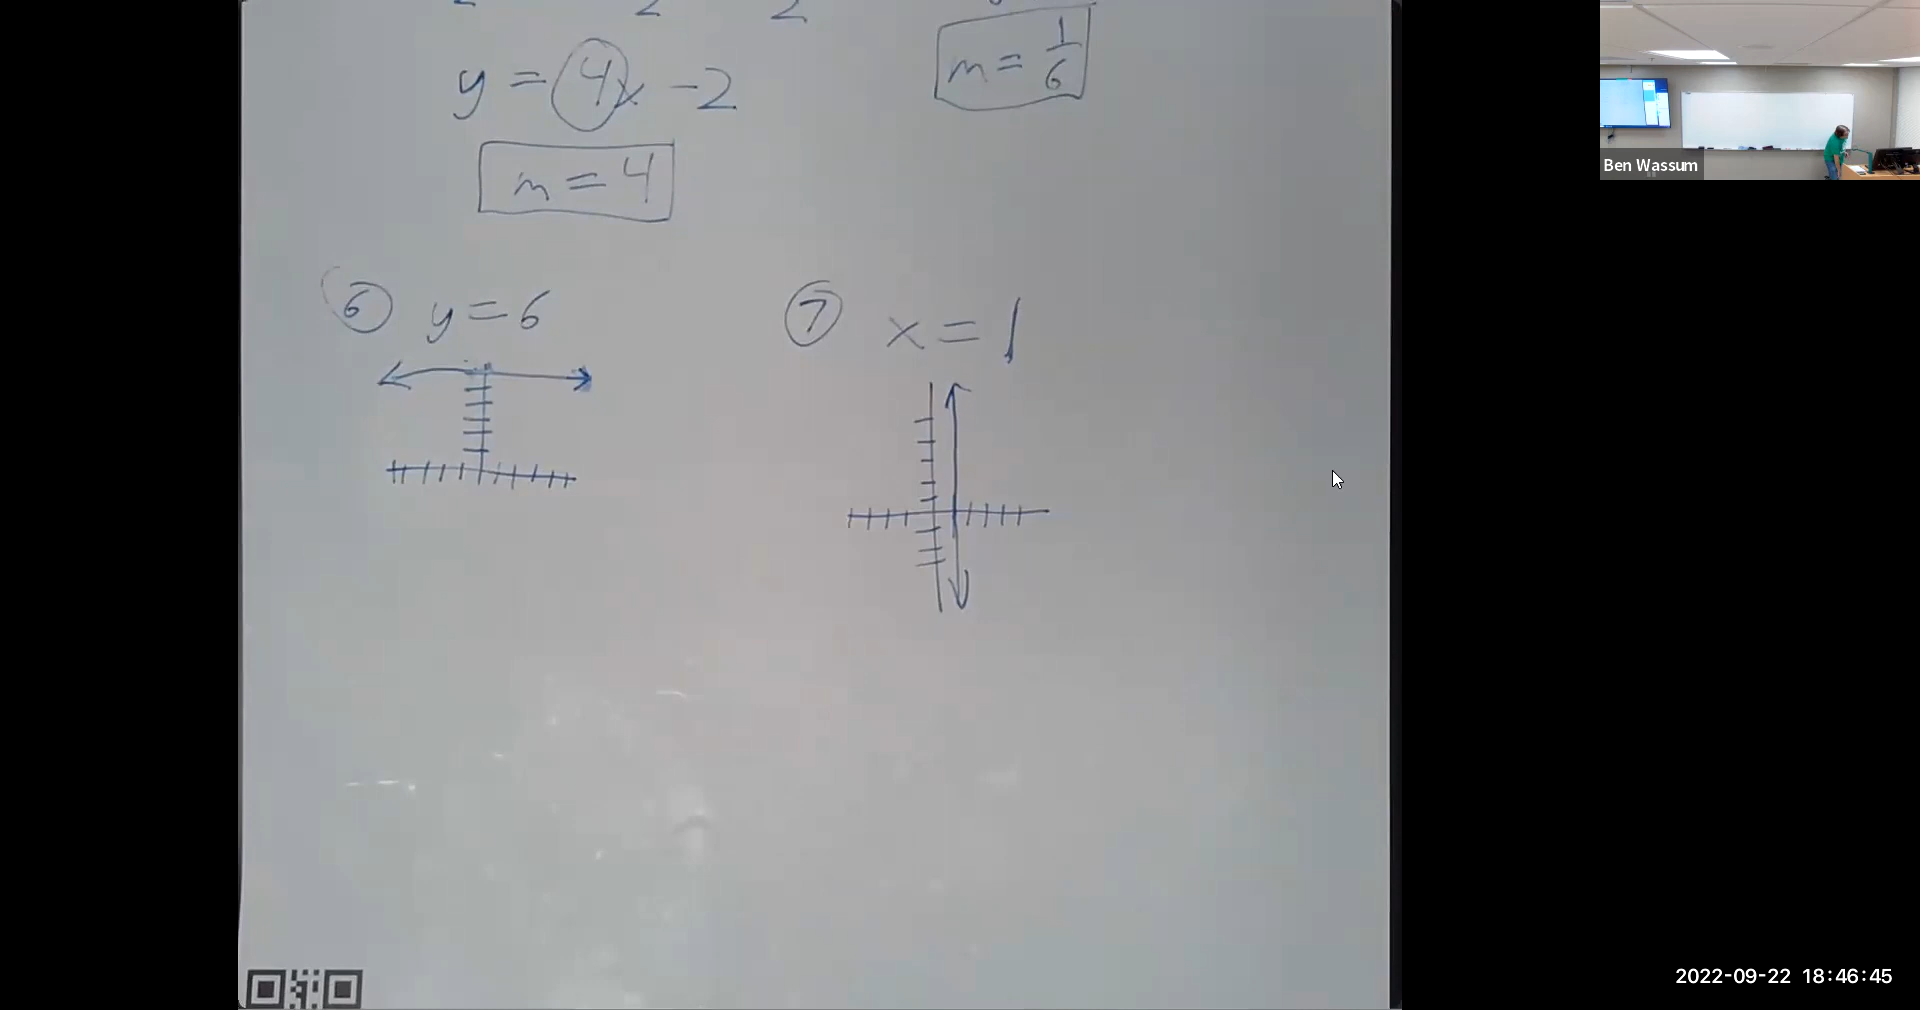 y = 4x - 2
m = 1/6
m = 4
6 y = 6
7 x = 1
Ben Wassum
2022-09-22 18:46:45